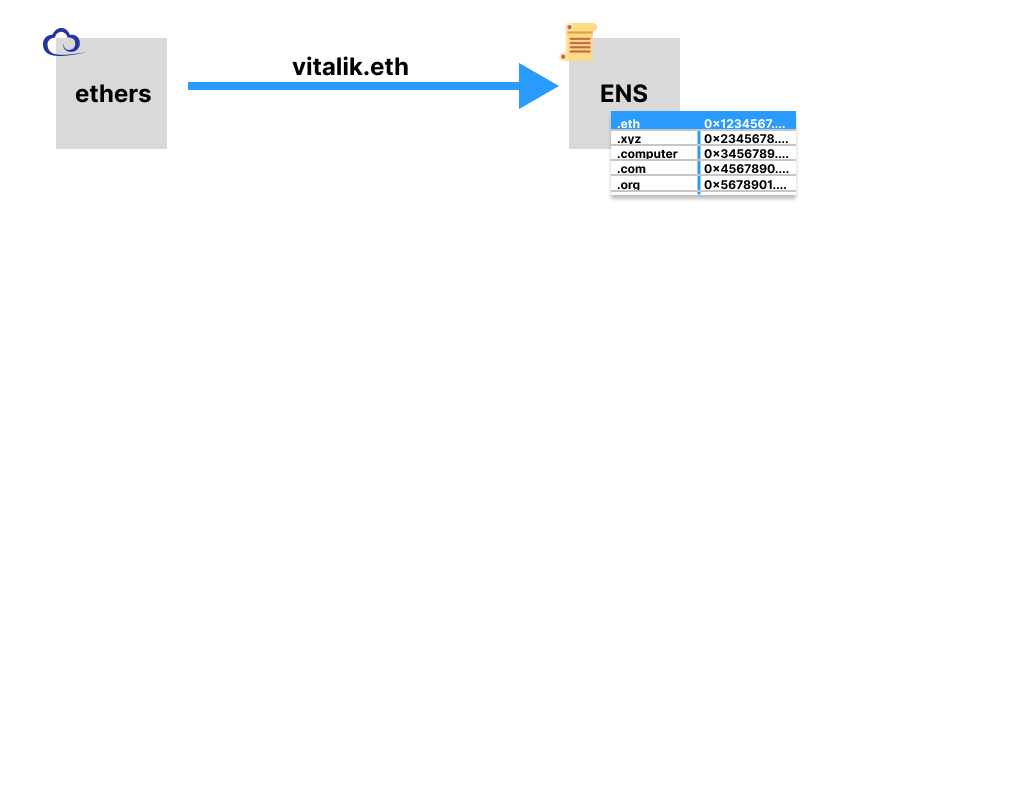 vitalik.eth
ethers
ENS
.eth 0x1234567....
.xyz 0x2345678....
.computer 0x3456789....
.com 0x4567890....
.org 0x5678901....